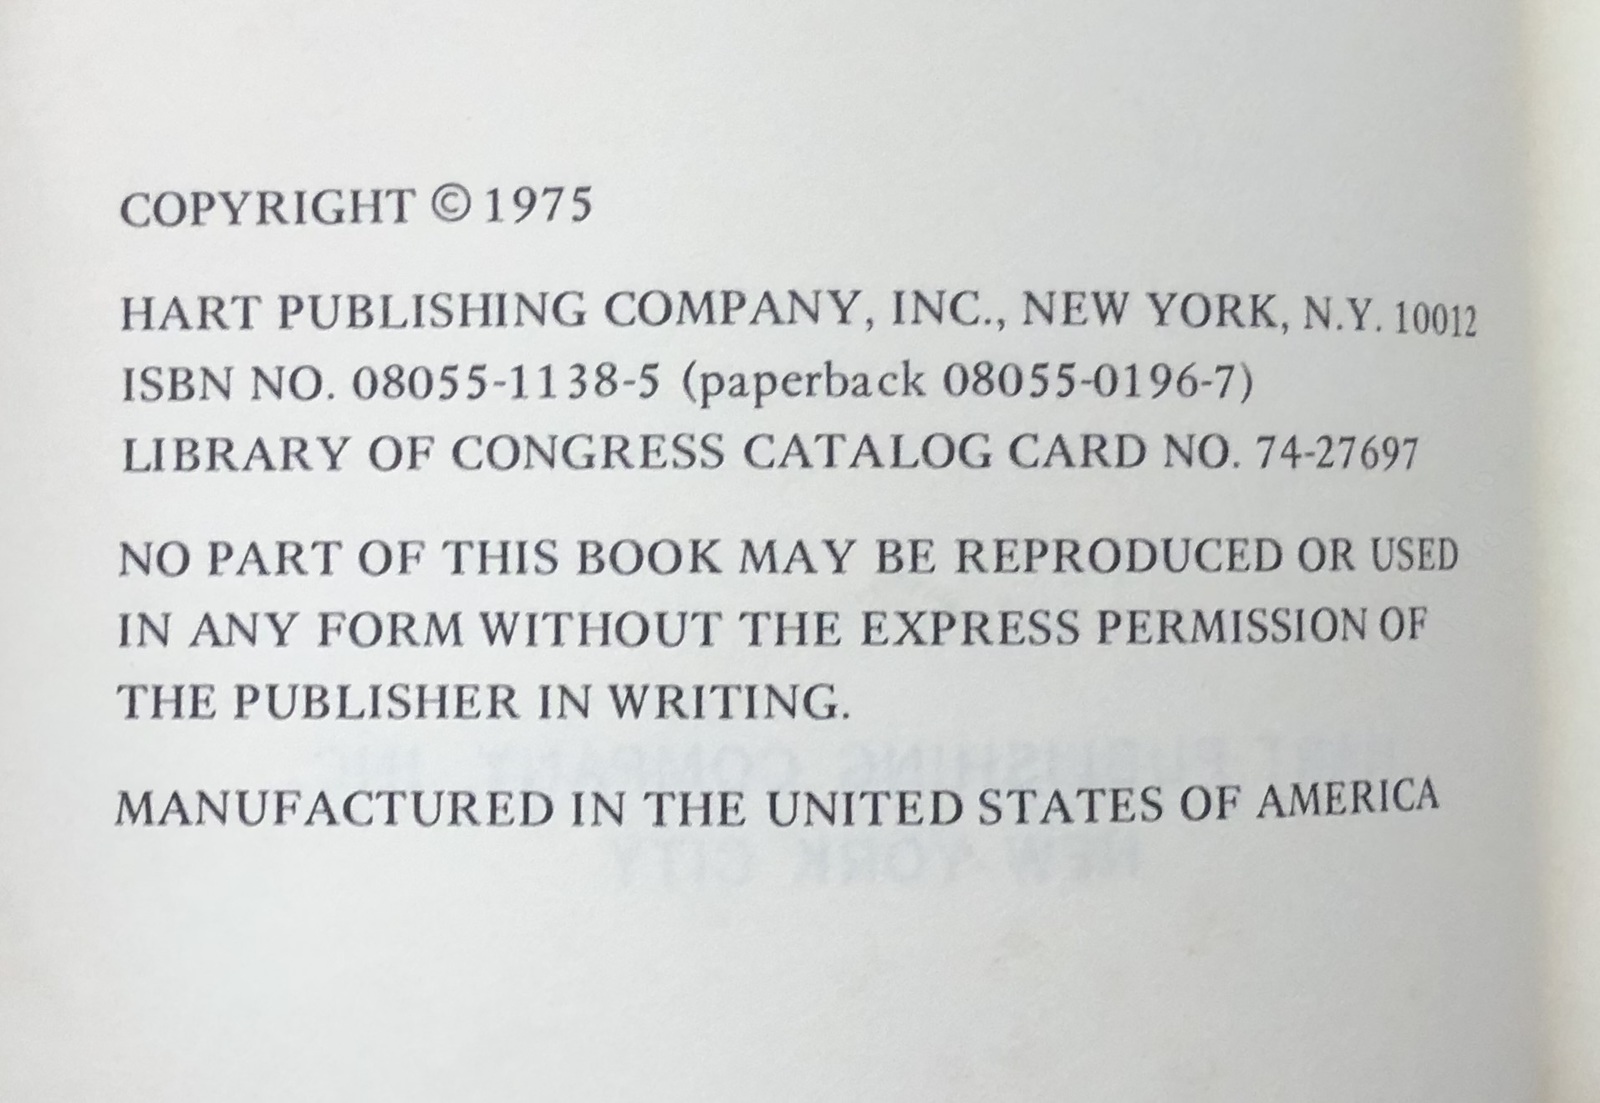 COPYRIGHT © 1975
HART PUBLISHING COMPANY, INC., NEW YORK, N.Y. 10012
ISBN NO. 08055-1138-5 (paperback 08055-0196-7)
LIBRARY OF CONGRESS CATALOG CARD NO. 74-27697
NO PART OF THIS BOOK MAY BE REPRODUCED OR USED
IN ANY FORM WITHOUT THE EXPRESS PERMISSION OF
THE PUBLISHER IN WRITING.
MANUFACTURED IN THE UNITED STATES OF AMERICA